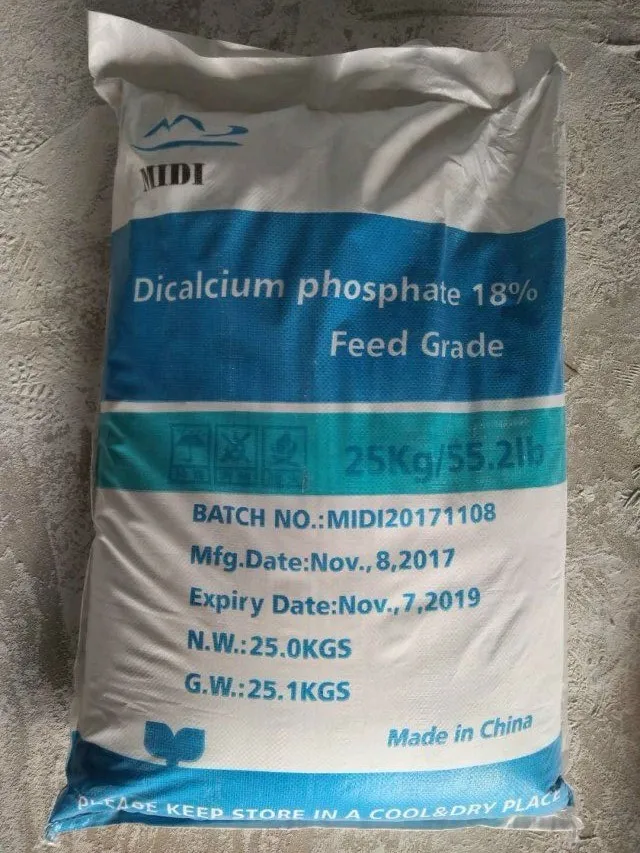 MIDI
Dicalcium phosphate 18%
Feed Grade
25Kg/55.2lb
BATCH NO.:MIDI20171108
Mfg.Date:Nov.,8,2017
Expiry Date:Nov.,7,2019
N.W.:25.0KGS
G.W.:25.1KGS
Made in China
PLEASE KEEP STORE IN A COOL&DRY PLACE